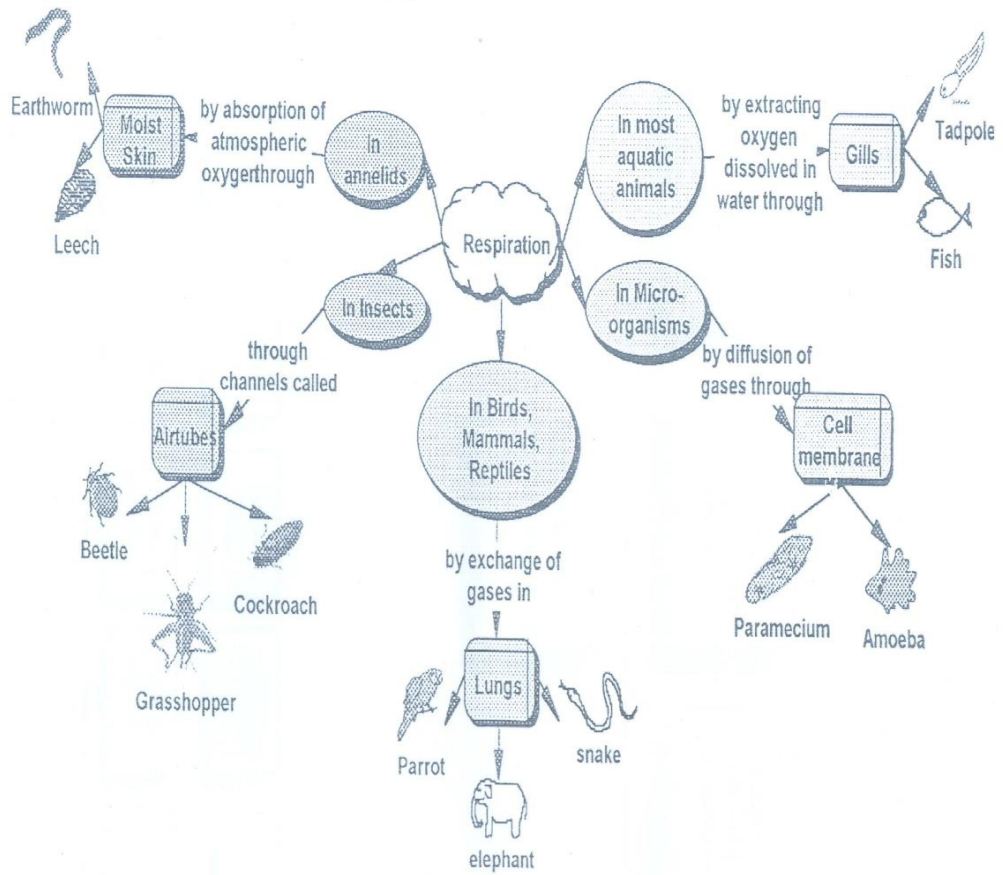 Respiration
In
annelids
by absorption of
atmospheric
oxygenthrough
Moist
Skin
Earthworm
Leech
In most
aquatic
animals
by extracting
oxygen
dissolved in
water through
Gills
Tadpole
Fish
In Insects
through
channels called
Airtubes
Beetle
Grasshopper
Cockroach
In Birds,
Mammals,
Reptiles
by exchange of
gases in
Lungs
Parrot
elephant
snake
In Micro-
organisms
by diffusion of
gases through
Cell
membrane
Paramecium
Amoeba